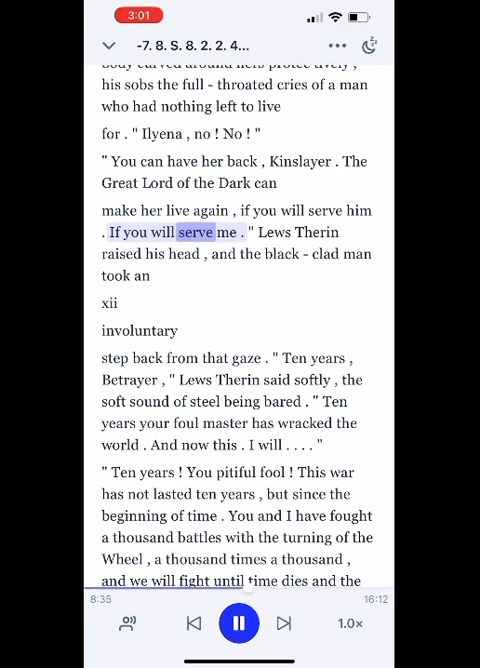 3:01
-7. 8. S. 8. 2. 2. 4...
body curved around hers protec tively ,
his sobs the full - throated cries of a man
who had nothing left to live
for . " Ilyena , no ! No ! "
" You can have her back , Kinslayer . The
Great Lord of the Dark can
make her live again , if you will serve him
. If you will serve me . " Lews Therin
raised his head , and the black - clad man
took an
xii
involuntary
step back from that gaze . " Ten years ,
Betrayer , " Lews Therin said softly , the
soft sound of steel being bared . " Ten
years your foul master has wracked the
world . And now this . I will . . . . "
" Ten years ! You pitiful fool ! This war
has not lasted ten years , but since the
beginning of time . You and I have fought
a thousand battles with the turning of the
Wheel , a thousand times a thousand ,
and we will fight until time dies and the
8:35
16:12
1.0×